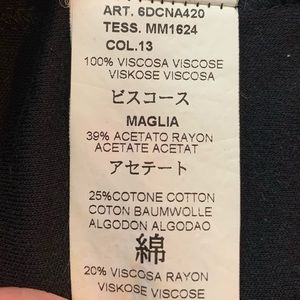 ART. 6DCNA420
TESS. MM1624
COL.13
100% VISCOSA VISCOSE
VISKOSE VISCOSA
ビスコース
MAGLIA
39% ACETATO RAYON
ACETATE ACETAT
アセテート
25%COTONE COTTON
COTON BAUMWOLLE
ALGODON ALGODAO
綿
20% VISCOSA RAYON
VISKOSE VISCOSE